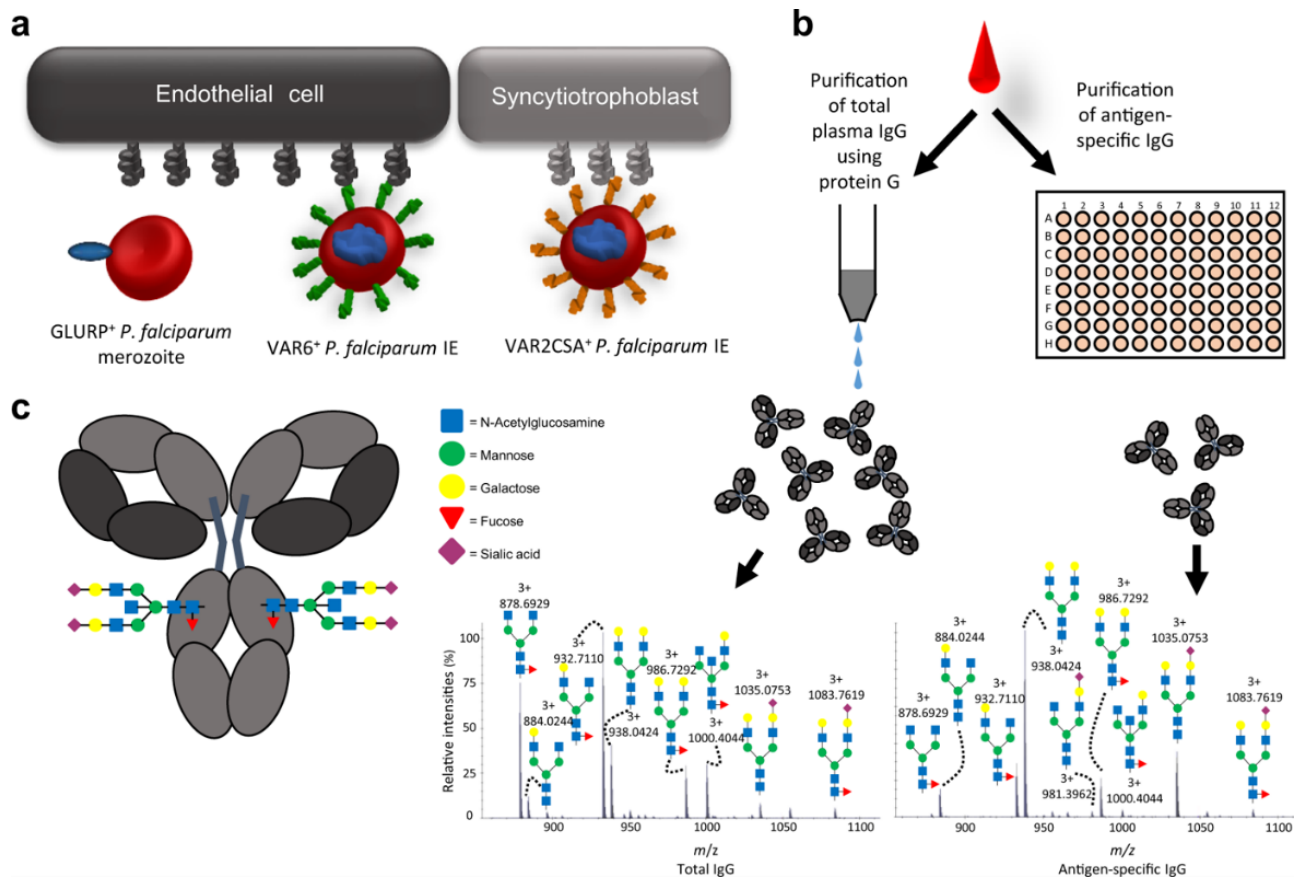 a
Endothelial cell
Syncytiotrophoblast
GLURP+ P. falciparum
merozoite
VAR6+ P. falciparum IE
VAR2CSA+ P. falciparum IE
b
Purification
of total
plasma IgG
using
protein G
Purification
of antigen-
specific IgG
1 2 3 4 5 6 7 8 9 10 11 12
A
B
C
D
E
F
G
H
c
= N-Acetylglucosamine
= Mannose
= Galactose
= Fucose
= Sialic acid
Relative intensities (%)
100
75
50
25
0
3+
878.6929
3+
884.0244
3+
932.7110
3+
938.0424
3+
986.7292
3+
1000.4044
3+
1035.0753
3+
1083.7619
900 950 1000 1050 1100
m/z
Total IgG
3+
878.6929
3+
884.0244
3+
932.7110
3+
938.0424
3+
981.3962
3+
986.7292
3+
1000.4044
3+
1035.0753
3+
1083.7619
900 950 1000 1050 1100
m/z
Antigen-specific IgG